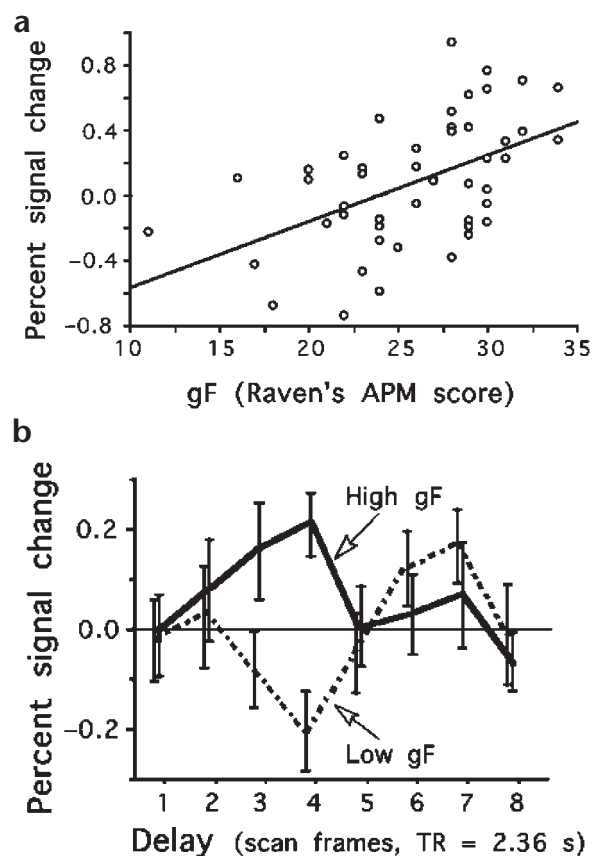 a
Percent signal change
0.8
0.4
0.0
−0.4
−0.8
10 15 20 25 30 35
gF (Raven's APM score)
b
Percent signal change
0.2
0.0
−0.2
High gF
Low gF
1 2 3 4 5 6 7 8
Delay (scan frames, TR = 2.36 s)